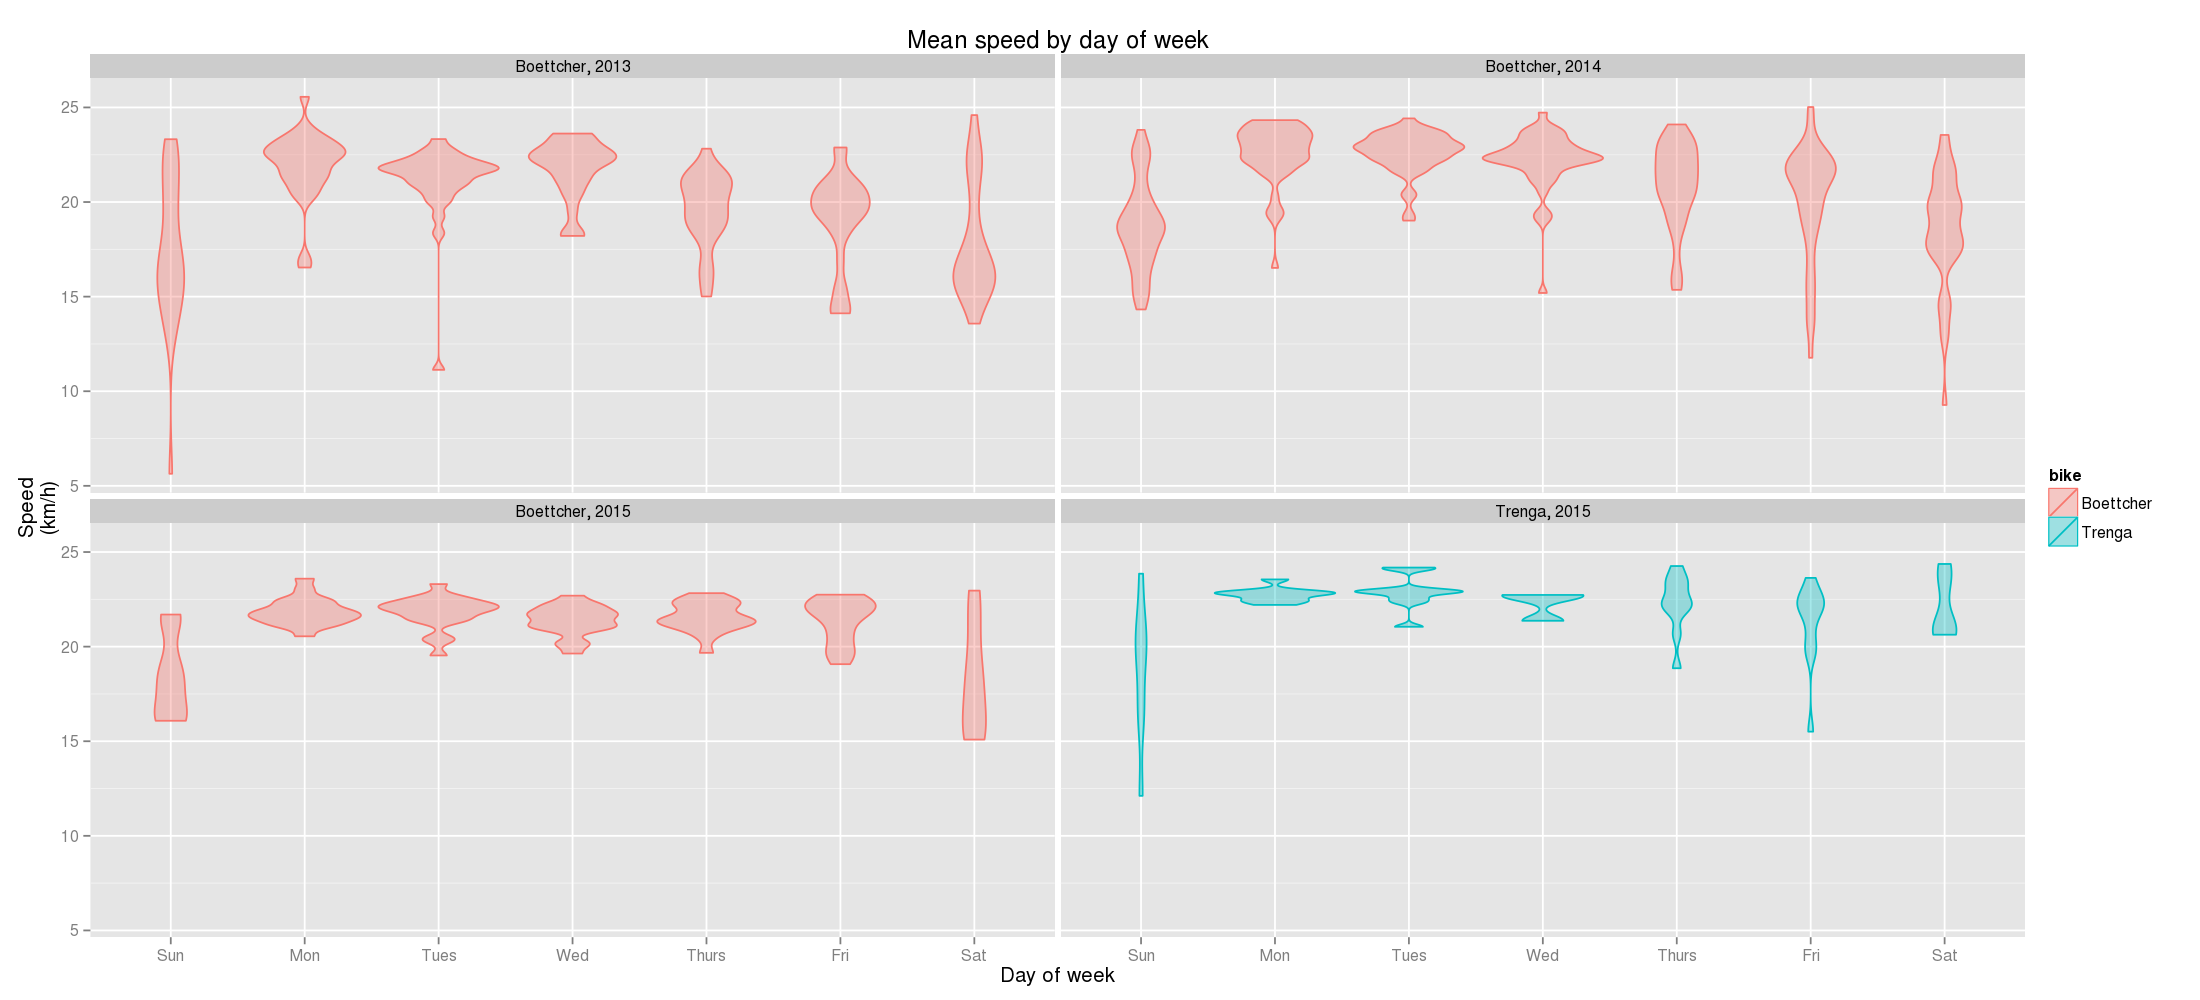 Mean speed by day of week
Boettcher, 2013
Boettcher, 2014
25
20
15
10
5
Boettcher, 2015
Trenga, 2015
25
20
15
10
5
Speed
(km/h)
Sun Mon Tues Wed Thurs Fri Sat
Sun Mon Tues Wed Thurs Fri Sat
Day of week
bike
Boettcher
Trenga